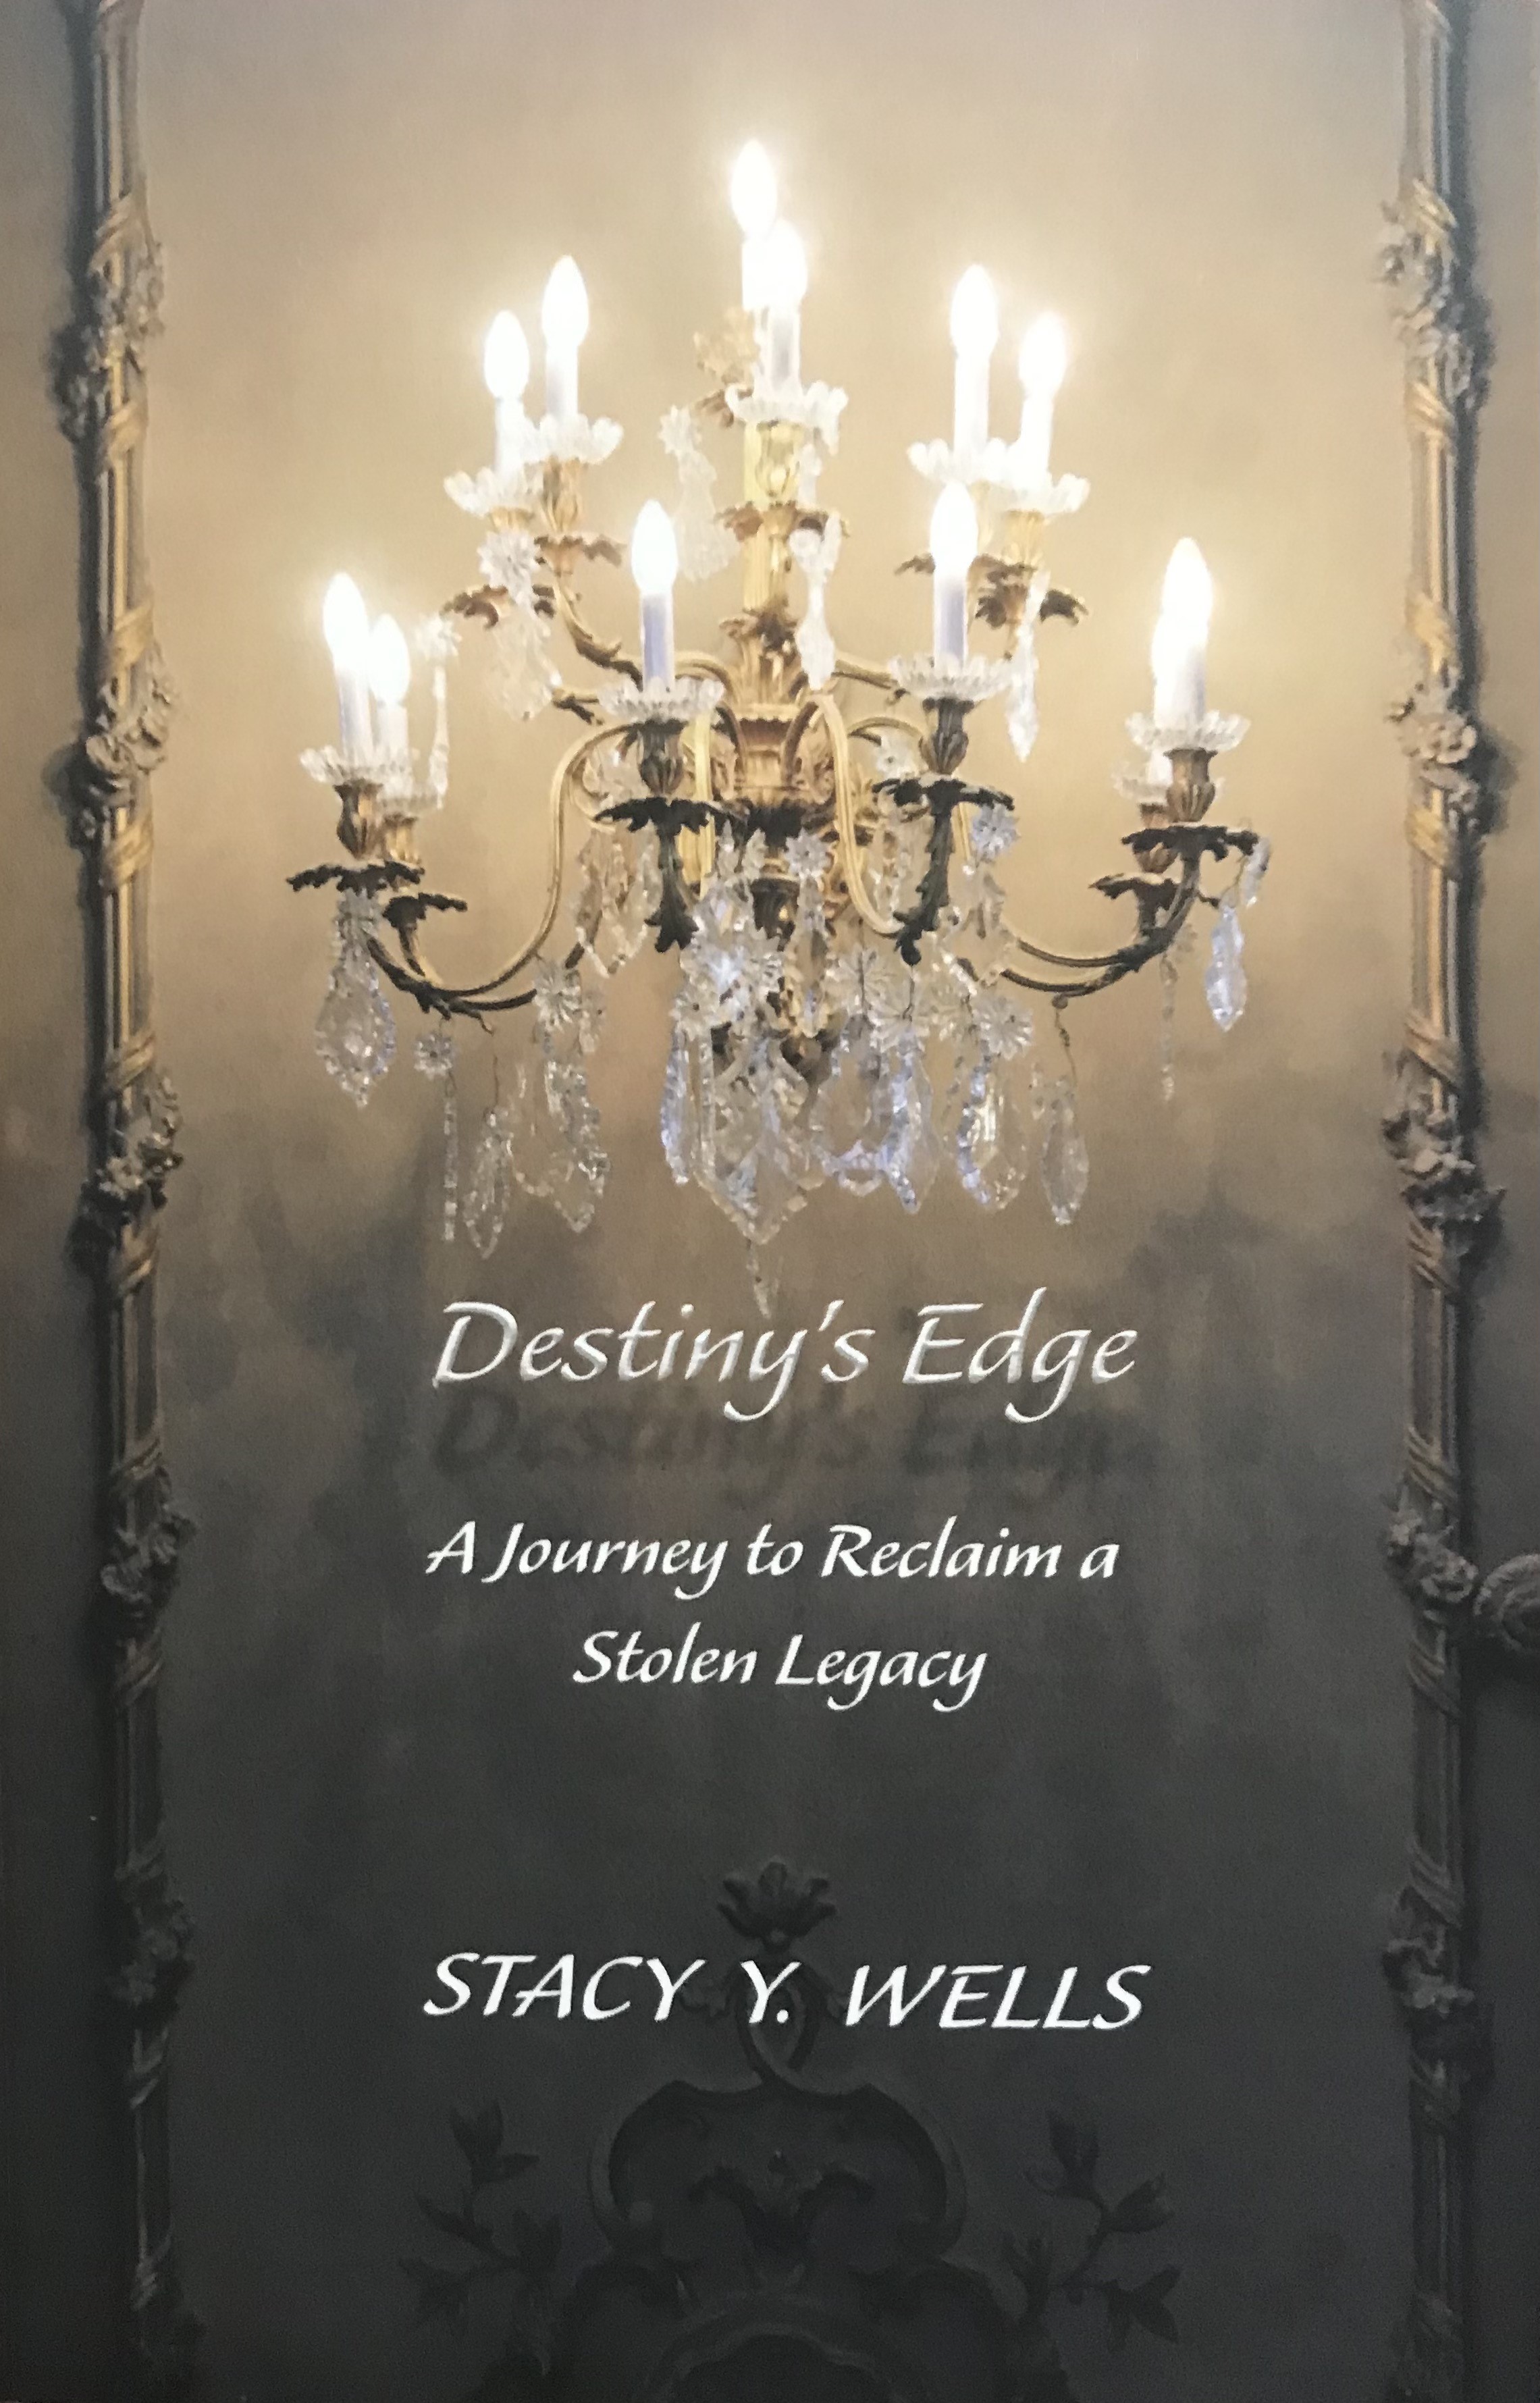 Destiny's Edge
A Journey to Reclaim a
Stolen Legacy
STACY Y. WELLS